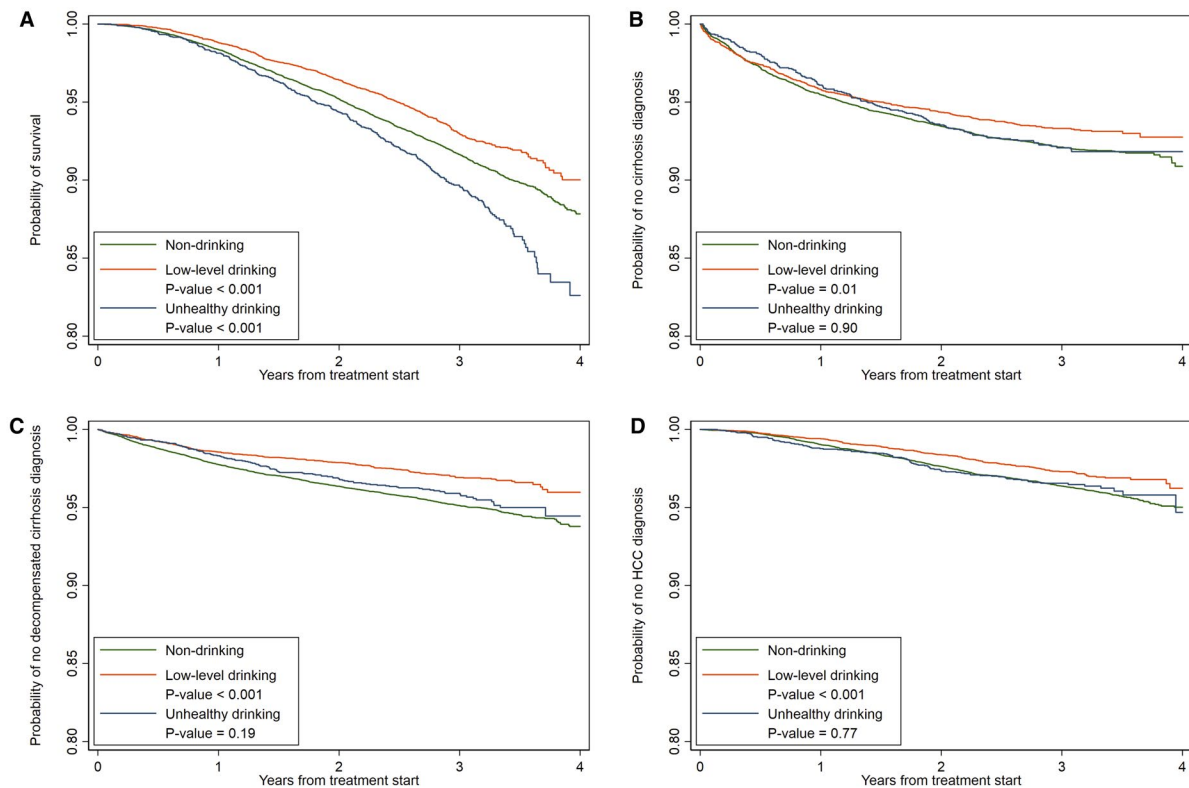 A
Probability of survival
1.00
0.95
0.90
0.85
0.80
Non-drinking
Low-level drinking
P-value < 0.001
Unhealthy drinking
P-value < 0.001
0 1 2 3 4
Years from treatment start
B
Probability of no cirrhosis diagnosis
1.00
0.95
0.90
0.85
0.80
Non-drinking
Low-level drinking
P-value = 0.01
Unhealthy drinking
P-value = 0.90
0 1 2 3 4
Years from treatment start
C
Probability of no decompensated cirrhosis diagnosis
1.00
0.95
0.90
0.85
0.80
Non-drinking
Low-level drinking
P-value < 0.001
Unhealthy drinking
P-value = 0.19
0 1 2 3 4
Years from treatment start
D
Probability of no HCC diagnosis
1.00
0.95
0.90
0.85
0.80
Non-drinking
Low-level drinking
P-value < 0.001
Unhealthy drinking
P-value = 0.77
0 1 2 3 4
Years from treatment start